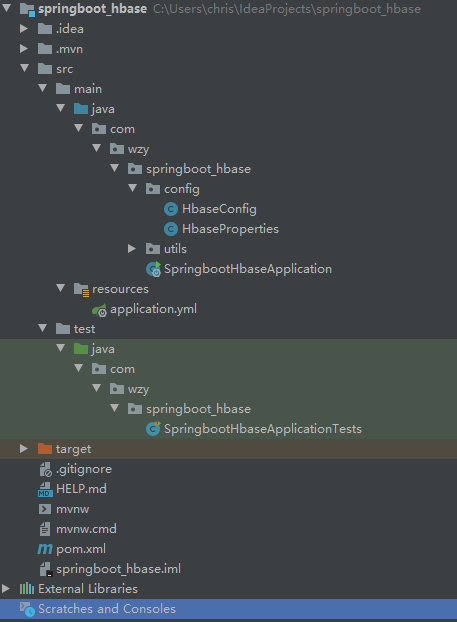 springboot_hbase C:\Users\chris\IdeaProjects\springboot_hbase
.idea
.mvn
src
main
java
com
wzy
springboot_hbase
config
HbaseConfig
HbaseProperties
utils
SpringbootHbaseApplication
resources
application.yml
test
java
com
wzy
springboot_hbase
SpringbootHbaseApplicationTests
target
.gitignore
HELP.md
mvnw
mvnw.cmd
pom.xml
springboot_hbase.iml
External Libraries
Scratches and Consoles